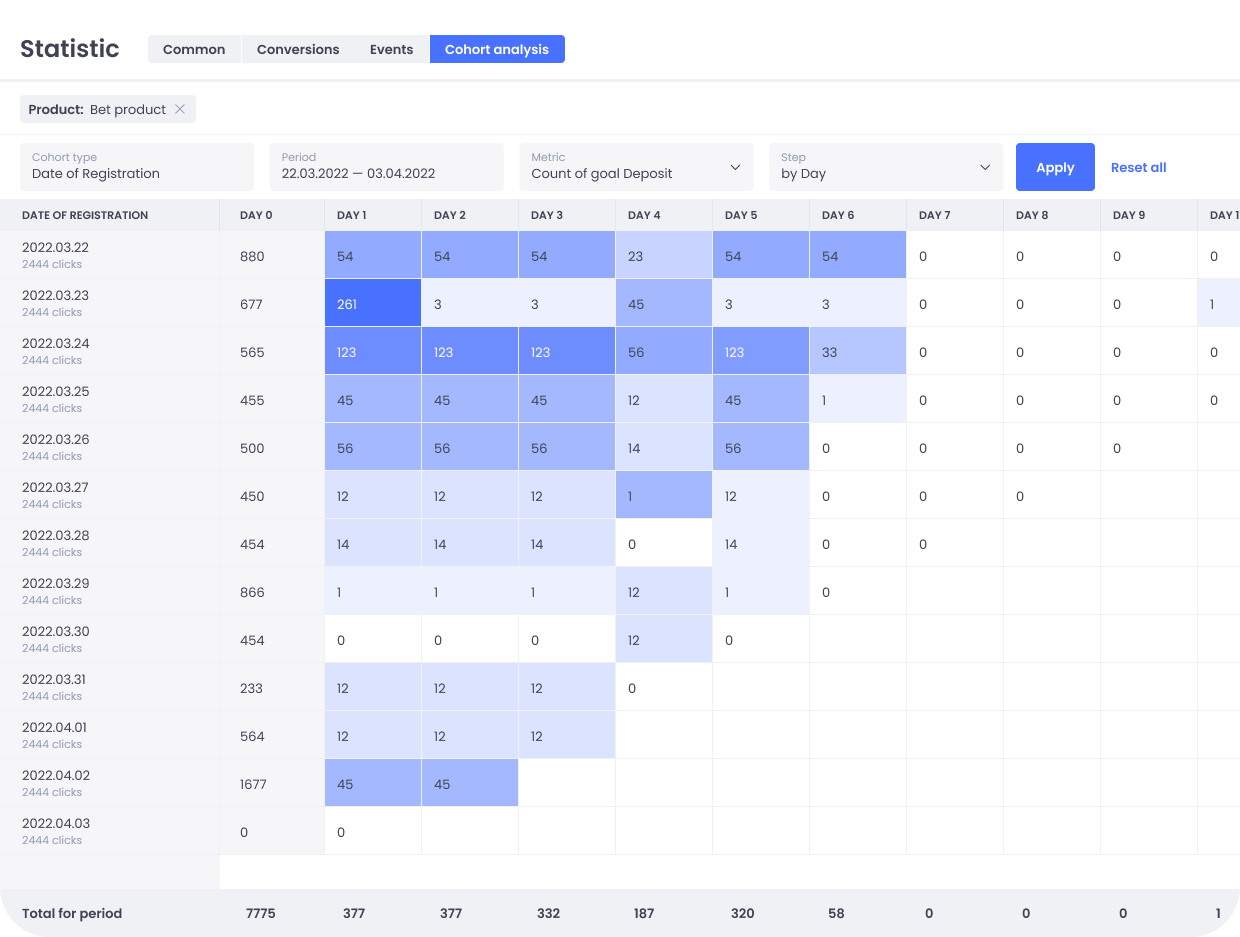 Statistic Common Conversions Events Cohort analysis
Product: Bet product
Cohort type Period Metric Step
Date of Registration 22.03.2022 — 03.04.2022 Count of goal Deposit by Day Apply Reset all
DATE OF REGISTRATION DAY 0 DAY 1 DAY 2 DAY 3 DAY 4 DAY 5 DAY 6 DAY 7 DAY 8 DAY 9 DAY 1
2022.03.22 880 54 54 54 23 54 54 0 0 0 0
2444 clicks
2022.03.23 677 261 3 3 45 3 3 0 0 0 1
2444 clicks
2022.03.24 565 123 123 123 56 123 33 0 0 0 0
2444 clicks
2022.03.25 455 45 45 45 12 45 1 0 0 0 0
2444 clicks
2022.03.26 500 56 56 56 14 56 0 0 0 0
2444 clicks
2022.03.27 450 12 12 12 1 12 0 0 0
2444 clicks
2022.03.28 454 14 14 14 0 14 0 0
2444 clicks
2022.03.29 866 1 1 1 12 1 0
2444 clicks
2022.03.30 454 0 0 0 12 0
2444 clicks
2022.03.31 233 12 12 12 0
2444 clicks
2022.04.01 564 12 12 12
2444 clicks
2022.04.02 1677 45 45
2444 clicks
2022.04.03 0 0
2444 clicks
Total for period 7775 377 377 332 187 320 58 0 0 0 1